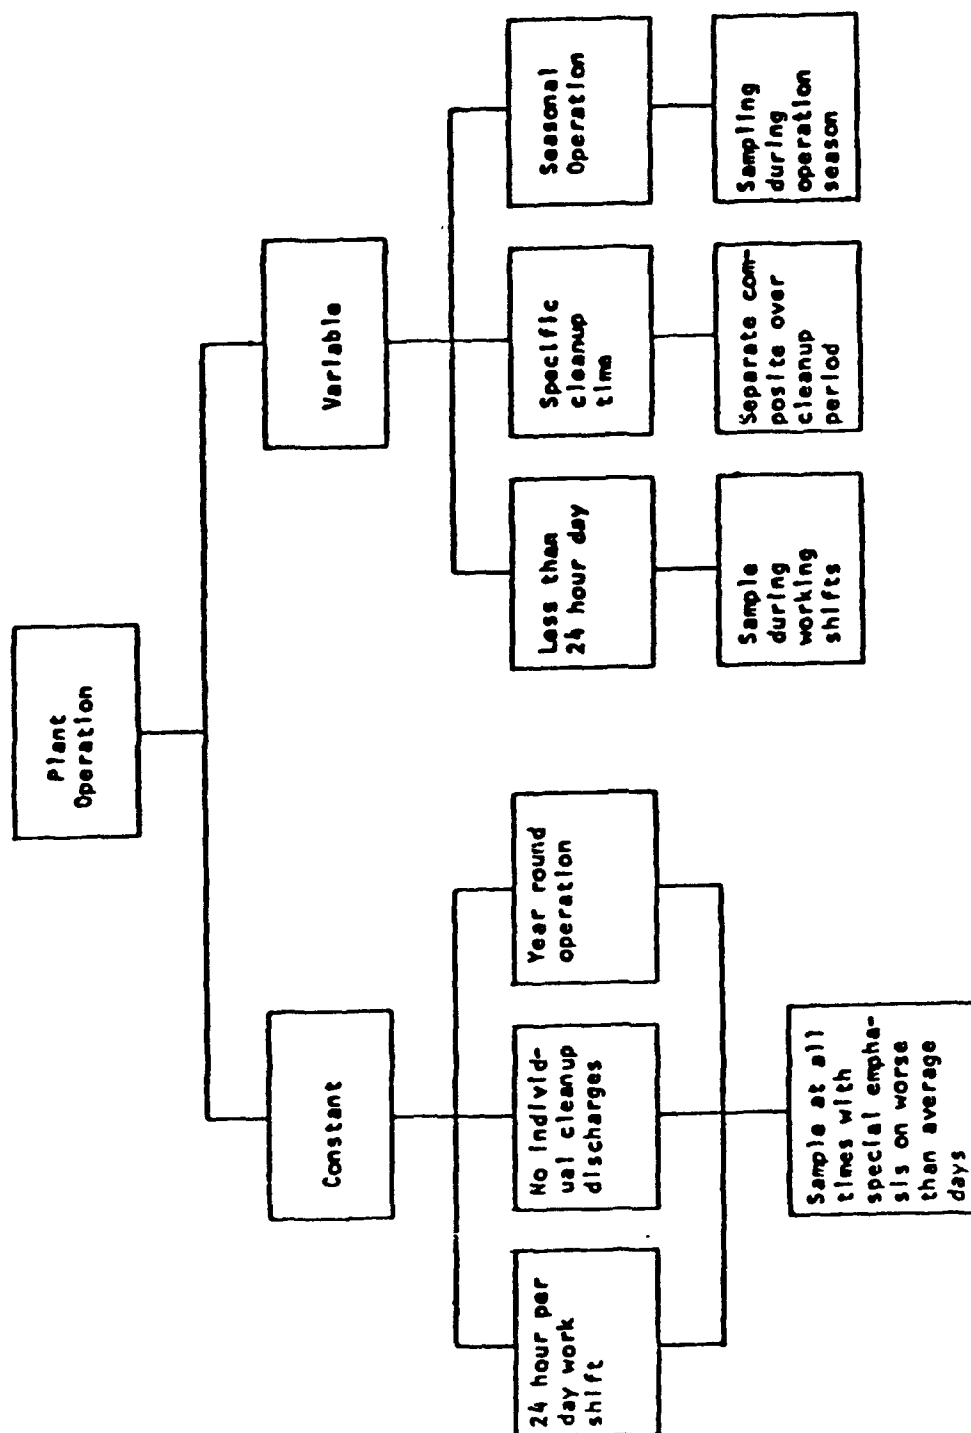 Plant
Operation
Constant
Variable
24 hour per
day work
shift
No individ-
ual cleanup
discharges
Year round
operation
Less than
24 hour day
Specific
cleanup
time
Seasonal
Operation
Sample at all
times with
special empha-
sis on worse
than average
days
Sample
during
working
shifts
Separate com-
posite over
cleanup
period
Sampling
during
operation
season